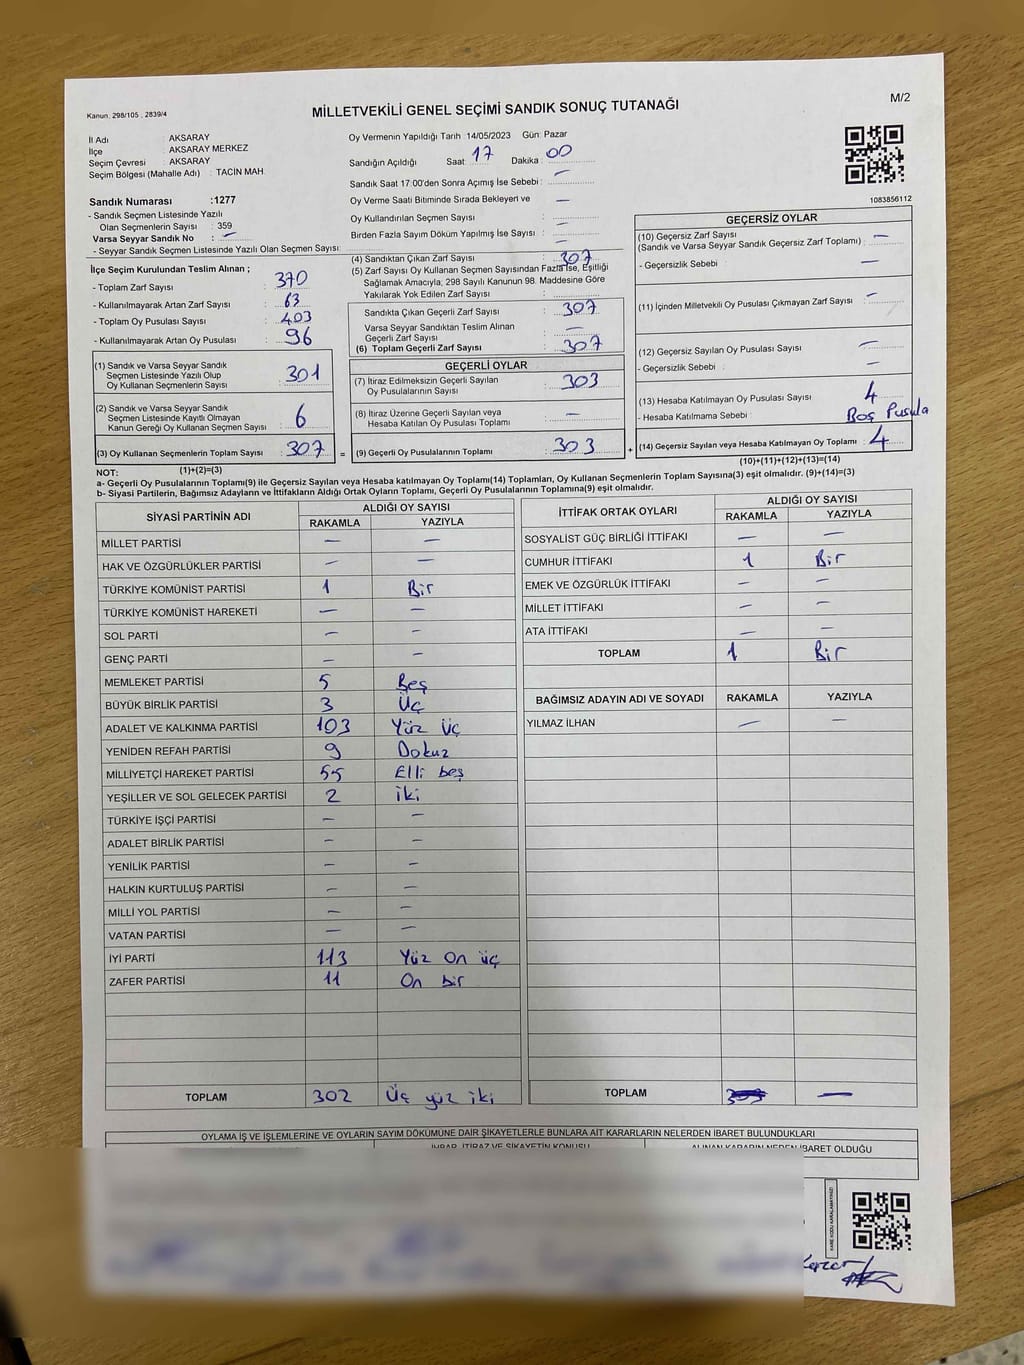 M/2
Kanun: 298/105 , 2839/4
MİLLETVEKİLİ GENEL SEÇİMİ SANDIK SONUÇ TUTANAĞI
İl Adı : AKSARAY
İlçe : AKSARAY MERKEZ
Seçim Çevresi : AKSARAY
Seçim Bölgesi (Mahalle Adı) : TACİN MAH.
Sandık Numarası :1277
- Sandık Seçmen Listesinde Yazılı
Olan Seçmenlerin Sayısı : 359
Varsa Seyyar Sandık No : —
- Seyyar Sandık Seçmen Listesinde Yazılı Olan Seçmen Sayısı:
Oy Vermenin Yapıldığı Tarih :14/05/2023 Gün: Pazar
Sandığın Açıldığı Saat: 17 Dakika : 00
Sandık Saat 17:00'den Sonra Açımış İse Sebebi : —
Oy Verme Saati Bitiminde Sırada Bekleyen ve
Oy Kullandırılan Seçmen Sayısı : —
Birden Fazla Sayım Döküm Yapılmış İse Sayısı : —
1083856112
İlçe Seçim Kurulundan Teslim Alınan ;
- Toplam Zarf Sayısı : 370
- Kullanılmayarak Artan Zarf Sayısı : 63
- Toplam Oy Pusulası Sayısı : 403
- Kullanılmayarak Artan Oy Pusulası : 96
(1) Sandık ve Varsa Seyyar Sandık
Seçmen Listesinde Yazılı Olup
Oy Kullanan Seçmenlerin Sayısı : 301
(2) Sandık ve Varsa Seyyar Sandık
Seçmen Listesinde Kayıtlı Olmayan
Kanun Gereği Oy Kullanan Seçmen Sayısı : 6
(3) Oy Kullanan Seçmenlerin Toplam Sayısı : 307
(1)+(2)=(3)
(4) Sandıktan Çıkan Zarf Sayısı : 307
(5) Zarf Sayısı Oy Kullanan Seçmen Sayısından Fazla İse, Eşitliği
Sağlamak Amacıyla, 298 Sayılı Kanunun 98. Maddesine Göre
Yakılarak Yok Edilen Zarf Sayısı :
Sandıkta Çıkan Geçerli Zarf Sayısı : 307
Varsa Seyyar Sandıktan Teslim Alınan
Geçerli Zarf Sayısı : —
(6) Toplam Geçerli Zarf Sayısı : 307
GEÇERLİ OYLAR
(7) İtiraz Edilmeksizin Geçerli Sayılan
Oy Pusulalarının Sayısı : 303
(8) İtiraz Üzerine Geçerli Sayılan veya
Hesaba Katılan Oy Pusulası Toplamı : —
= (9) Geçerli Oy Pusulalarının Toplamı : 303 +
GEÇERSİZ OYLAR
(10) Geçersiz Zarf Sayısı
(Sandık ve Varsa Seyyar Sandık Geçersiz Zarf Toplamı) : —
- Geçersizlik Sebebi : —
(11) İçinden Milletvekili Oy Pusulası Çıkmayan Zarf Sayısı : —
(12) Geçersiz Sayılan Oy Pusulası Sayısı : —
- Geçersizlik Sebebi : —
(13) Hesaba Katılmayan Oy Pusulası Sayısı : 4
- Hesaba Katılmama Sebebi : Boş Pusula
(14) Geçersiz Sayılan veya Hesaba Katılmayan Oy Toplamı : 4
(10)+(11)+(12)+(13)=(14)
NOT:
a- Geçerli Oy Pusulalarının Toplamı(9) ile Geçersiz Sayılan veya Hesaba Katılmayan Oy Toplamı(14) Toplamları, Oy Kullanan Seçmenlerin Toplam Sayısına(3) eşit olmalıdır. (9)+(14)=(3)
b- Siyasi Partilerin, Bağımsız Adayların ve İttifakların Aldığı Ortak Oyların Toplamı, Geçerli Oy Pusulalarının Toplamına(9) eşit olmalıdır.
SİYASİ PARTİNİN ADI ALDIĞI OY SAYISI
RAKAMLA YAZIYLA
MİLLET PARTİSİ — —
HAK VE ÖZGÜRLÜKLER PARTİSİ — —
TÜRKİYE KOMÜNİST PARTİSİ 1 Bir
TÜRKİYE KOMÜNİST HAREKETİ — —
SOL PARTİ — —
GENÇ PARTİ — —
MEMLEKET PARTİSİ 5 Beş
BÜYÜK BİRLİK PARTİSİ 3 Üç
ADALET VE KALKINMA PARTİSİ 103 Yüz Üç
YENİDEN REFAH PARTİSİ 9 Dokuz
MİLLİYETÇİ HAREKET PARTİSİ 55 Elli beş
YEŞİLLER VE SOL GELECEK PARTİSİ 2 İki
TÜRKİYE İŞÇİ PARTİSİ — —
ADALET BİRLİK PARTİSİ — —
YENİLİK PARTİSİ — —
HALKIN KURTULUŞ PARTİSİ — —
MİLLİ YOL PARTİSİ — —
VATAN PARTİSİ — —
İYİ PARTİ 113 Yüz On üç
ZAFER PARTİSİ 11 On bir
TOPLAM 302 Üç yüz iki
İTTİFAK ORTAK OYLARI ALDIĞI OY SAYISI
RAKAMLA YAZIYLA
SOSYALİST GÜÇ BİRLİĞİ İTTİFAKI — —
CUMHUR İTTİFAKI 1 Bir
EMEK VE ÖZGÜRLÜK İTTİFAKI — —
MİLLET İTTİFAKI — —
ATA İTTİFAKI — —
TOPLAM 1 Bir
BAĞIMSIZ ADAYIN ADI VE SOYADI RAKAMLA YAZIYLA
YILMAZ İLHAN — —
TOPLAM 303 —
OYLAMA İŞ VE İŞLEMLERİNE VE OYLARIN SAYIM DÖKÜMÜNE DAİR ŞİKAYETLERLE BUNLARA AİT KARARLARIN NELERDEN İBARET BULUNDUKLARI
İHBAR, İTİRAZ VE ŞİKAYETİN KONUSU ALINAN KARARIN NEDEN İBARET OLDUĞU
KARE KODU KARALAMAYINIZ!